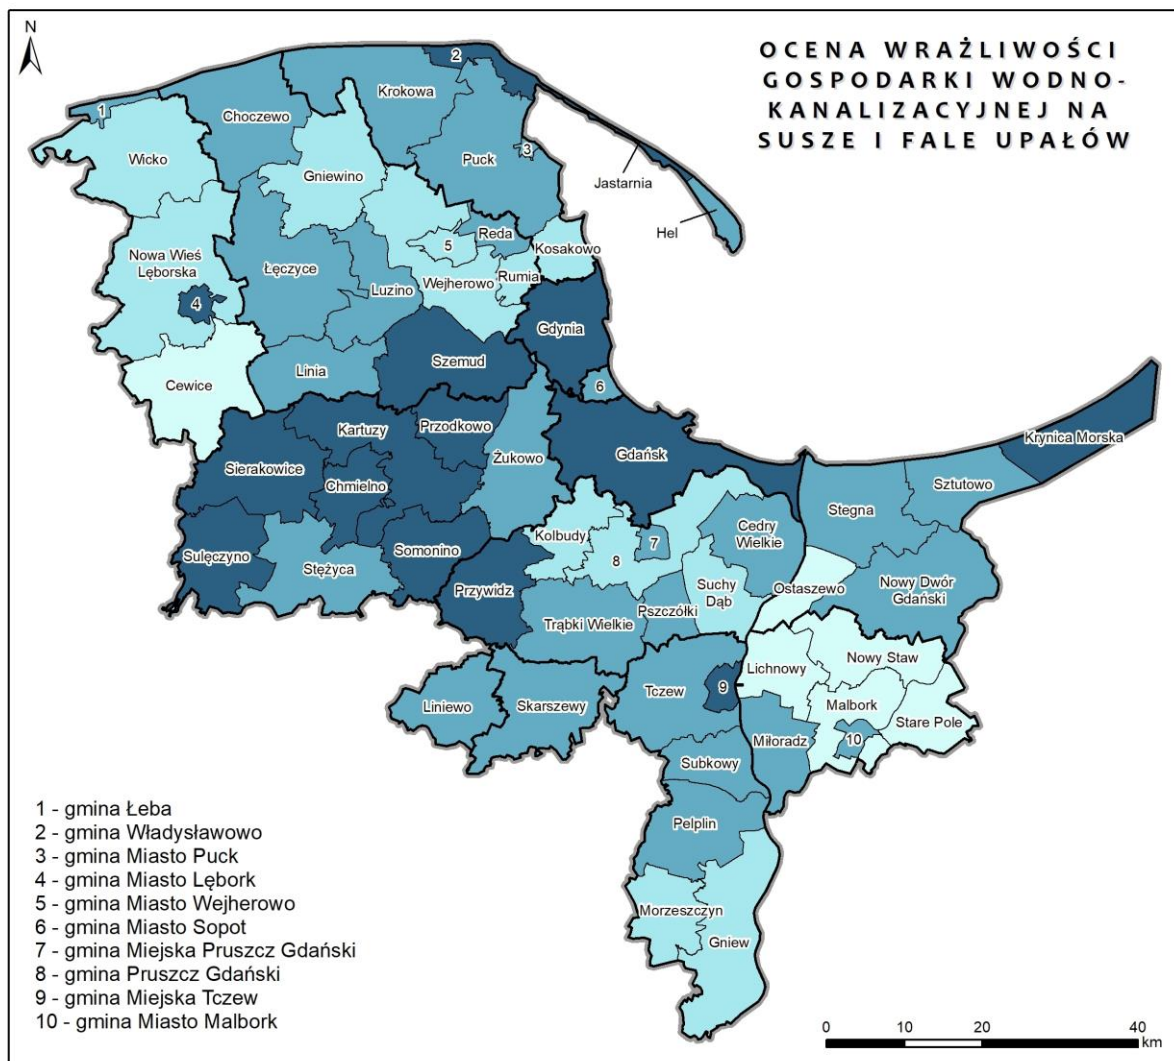 N
OCENA WRAŻLIWOŚCI
GOSPODARKI WODNO-
KANALIZACYJNEJ NA
SUSZE I FALE UPAŁÓW
2
Krokowa
1
Choczewo
Wicko
3
Puck
Gniewino
Jastarnia
Hel
Reda
5
Kosakowo
Nowa Wieś
Lęborska
Łęczyce
Rumia
Wejherowo
Luzino
4
Gdynia
Szemud
Linia
6
Cewice
Kartuzy
Przodkowo
Krynica Morska
Żukowo
Gdańsk
Sierakowice
Chmielno
Sztutowo
Stegna
Kolbudy
7
Cedry
Wielkie
Sulęczyno
Somonino
8
Stężyca
Przywidz
Suchy
Dąb
Ostaszewo
Nowy Dwór
Gdański
Pszczółki
Trąbki Wielkie
Lichnowy
Nowy Staw
Tczew
9
Liniewo
Skarszewy
Malbork
Stare Pole
Miłoradz
10
Subkowy
Pelplin
Morzeszczyn
Gniew
1 - gmina Łeba
2 - gmina Władysławowo
3 - gmina Miasto Puck
4 - gmina Miasto Lębork
5 - gmina Miasto Wejherowo
6 - gmina Miasto Sopot
7 - gmina Miejska Pruszcz Gdański
8 - gmina Pruszcz Gdański
9 - gmina Miejska Tczew
10 - gmina Miasto Malbork
0 10 20 40
km